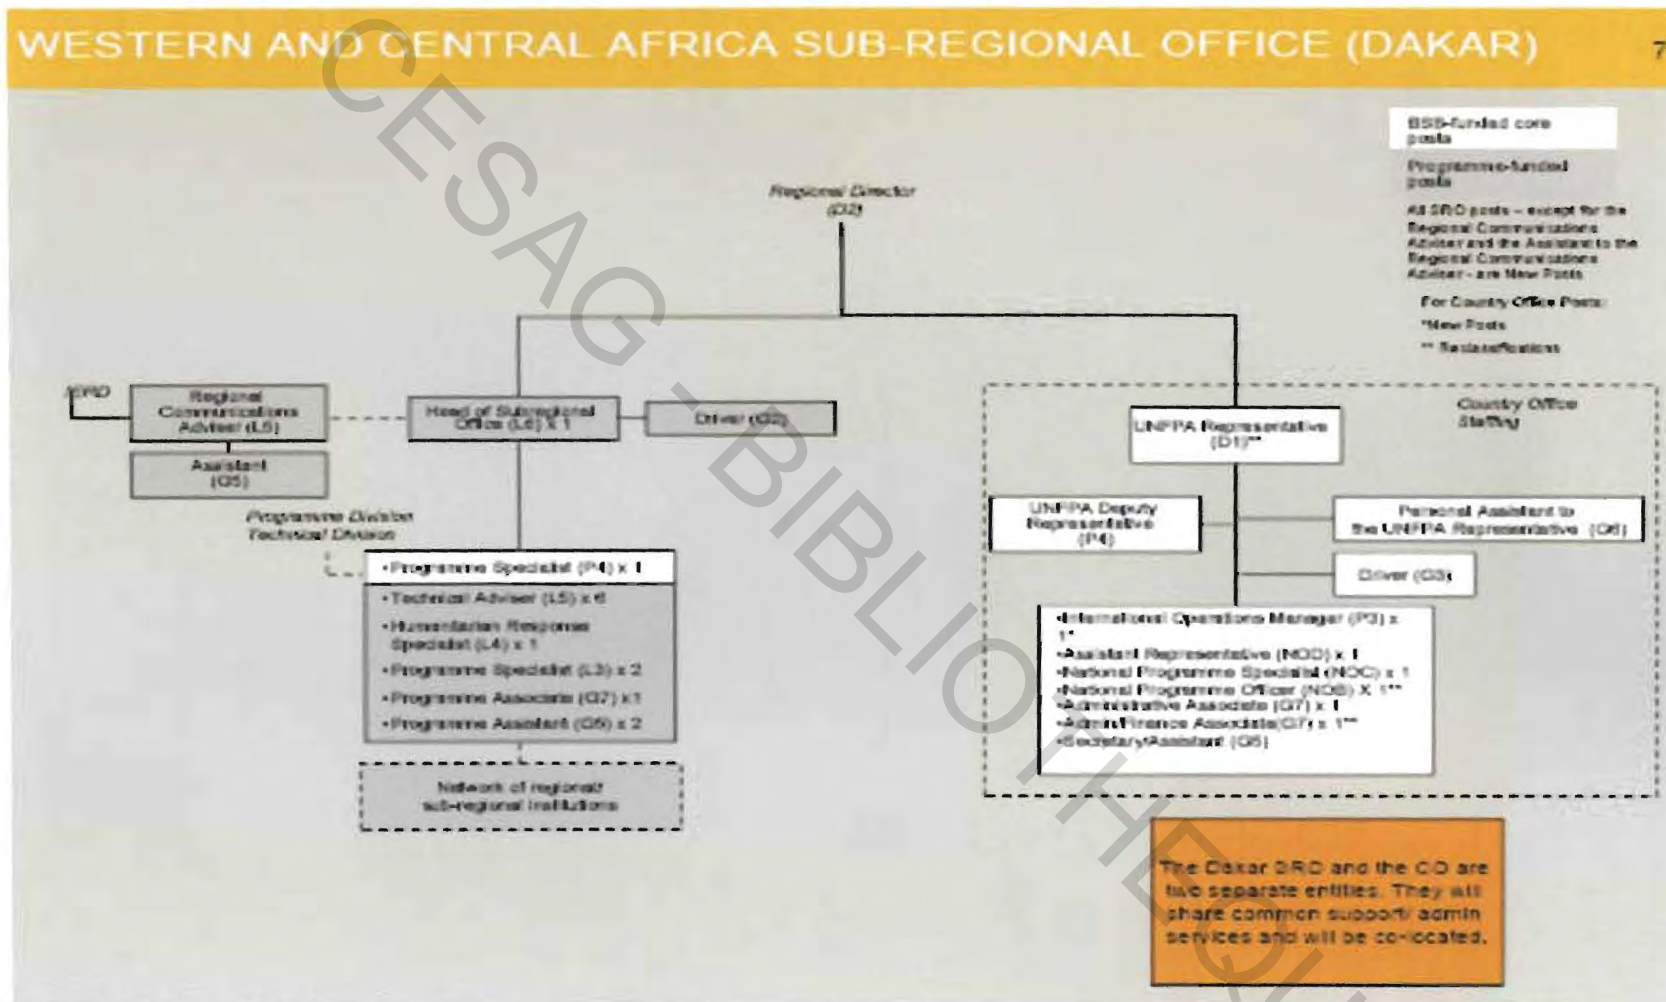 WESTERN AND CENTRAL AFRICA SUB-REGIONAL OFFICE (DAKAR)
7
BSB-funded core
posts
Programme-funded
posts
All SRO posts – except for the
Regional Communications
Adviser and the Assistant to the
Regional Communications
Adviser - are New Posts
For Country Office Posts:
*New Posts
** Reclassifications
Regional Director
(D2)
/ERD
Regional
Communications
Adviser (L5)
Assistant
(G5)
Head of Subregional
Office (L6) x 1
Driver (G2)
Programme Division
Technical Division
•Programme Specialist (P4) x 1
•Technical Adviser (L5) x 6
•Humanitarian Response
Specialist (L4) x 1
•Programme Specialist (L3) x 2
•Programme Associate (G7) x1
•Programme Assistant (G6) x 2
Network of regional/
sub-regional institutions
Country Office
Staffing
UNFPA Representative
(D1)**
UNFPA Deputy
Representative
(P4)
Personal Assistant to
the UNFPA Representative (G6)
Driver (G3)
•International Operations Manager (P3) x
1*
•Assistant Representative (NOD) x 1
•National Programme Specialist (NOC) x 1
•National Programme Officer (NOB) X 1**
•Administrative Associate (G7) x 1
•Admin/Finance Associate(G7) x 1**
•Secretary/Assistant (G5)
The Dakar SRO and the CO are
two separate entities. They will
share common support/ admin
services and will be co-located.
CESAG - BIBLIOTHEQU